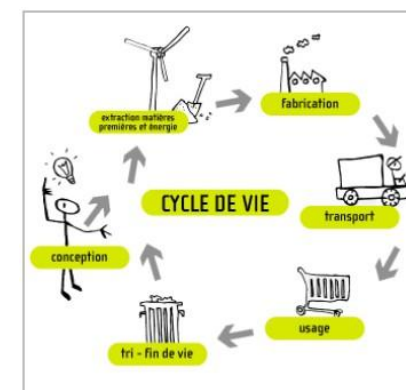 extraction matières
premières et énergie
fabrication
CYCLE DE VIE
transport
conception
usage
tri - fin de vie